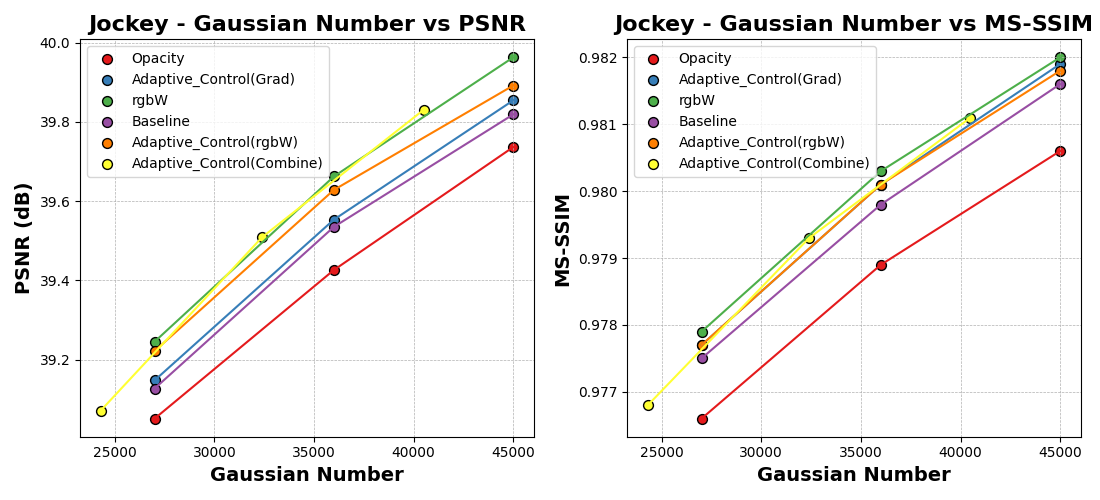 Jockey - Gaussian Number vs PSNR
40.0
39.8
39.6
39.4
39.2
PSNR (dB)
Opacity
Adaptive_Control(Grad)
rgbW
Baseline
Adaptive_Control(rgbW)
Adaptive_Control(Combine)
25000 30000 35000 40000 45000
Gaussian Number
Jockey - Gaussian Number vs MS-SSIM
0.982
0.981
0.980
0.979
0.978
0.977
MS-SSIM
Opacity
Adaptive_Control(Grad)
rgbW
Baseline
Adaptive_Control(rgbW)
Adaptive_Control(Combine)
25000 30000 35000 40000 45000
Gaussian Number